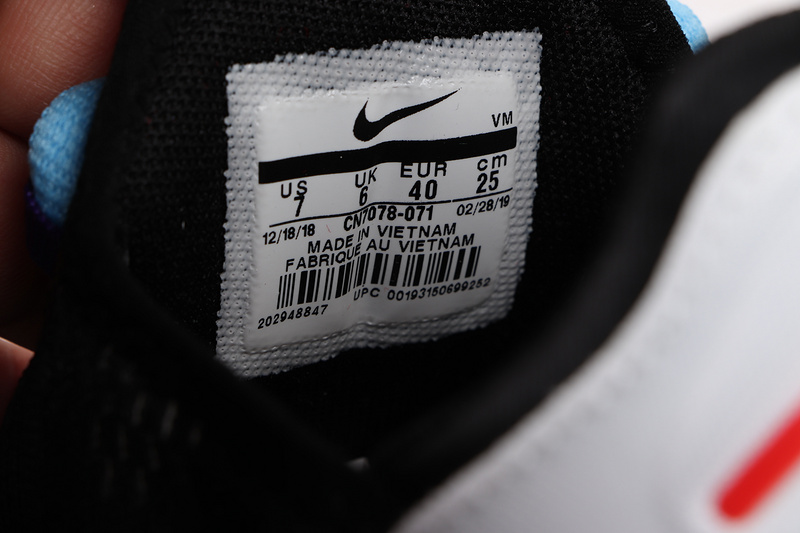 VM
US UK EUR cm
7 6 40 25
12/18/18 CN7078-071 02/28/19
MADE IN VIETNAM
FABRIQUE AU VIETNAM
202948847 UPC 00193150699252